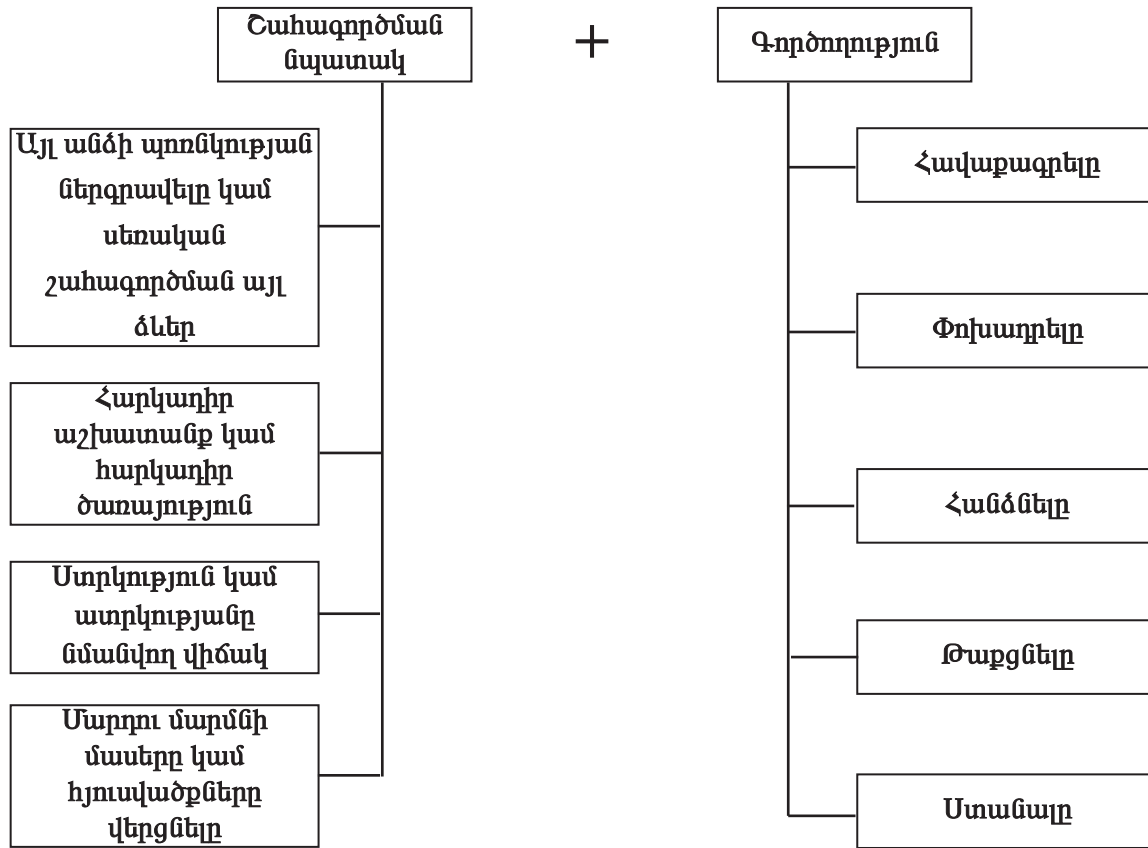 Շահագործման
նպատակ
+
Գործողություն
Այլ անձի պոռնկության
ներգրավելը կամ
սեռական
շահագործման այլ
ձևեր
Հարկադիր
աշխատանք կամ
հարկադիր
ծառայություն
Ստրկություն կամ
ատրկությանը
նմանվող վիճակ
Մարդու մարմնի
մասերը կամ
հյուսվածքները
վերցնելը
Հավաքագրելը
Փոխադրելը
Հանձնելը
Թաքցնելը
Ստանալը